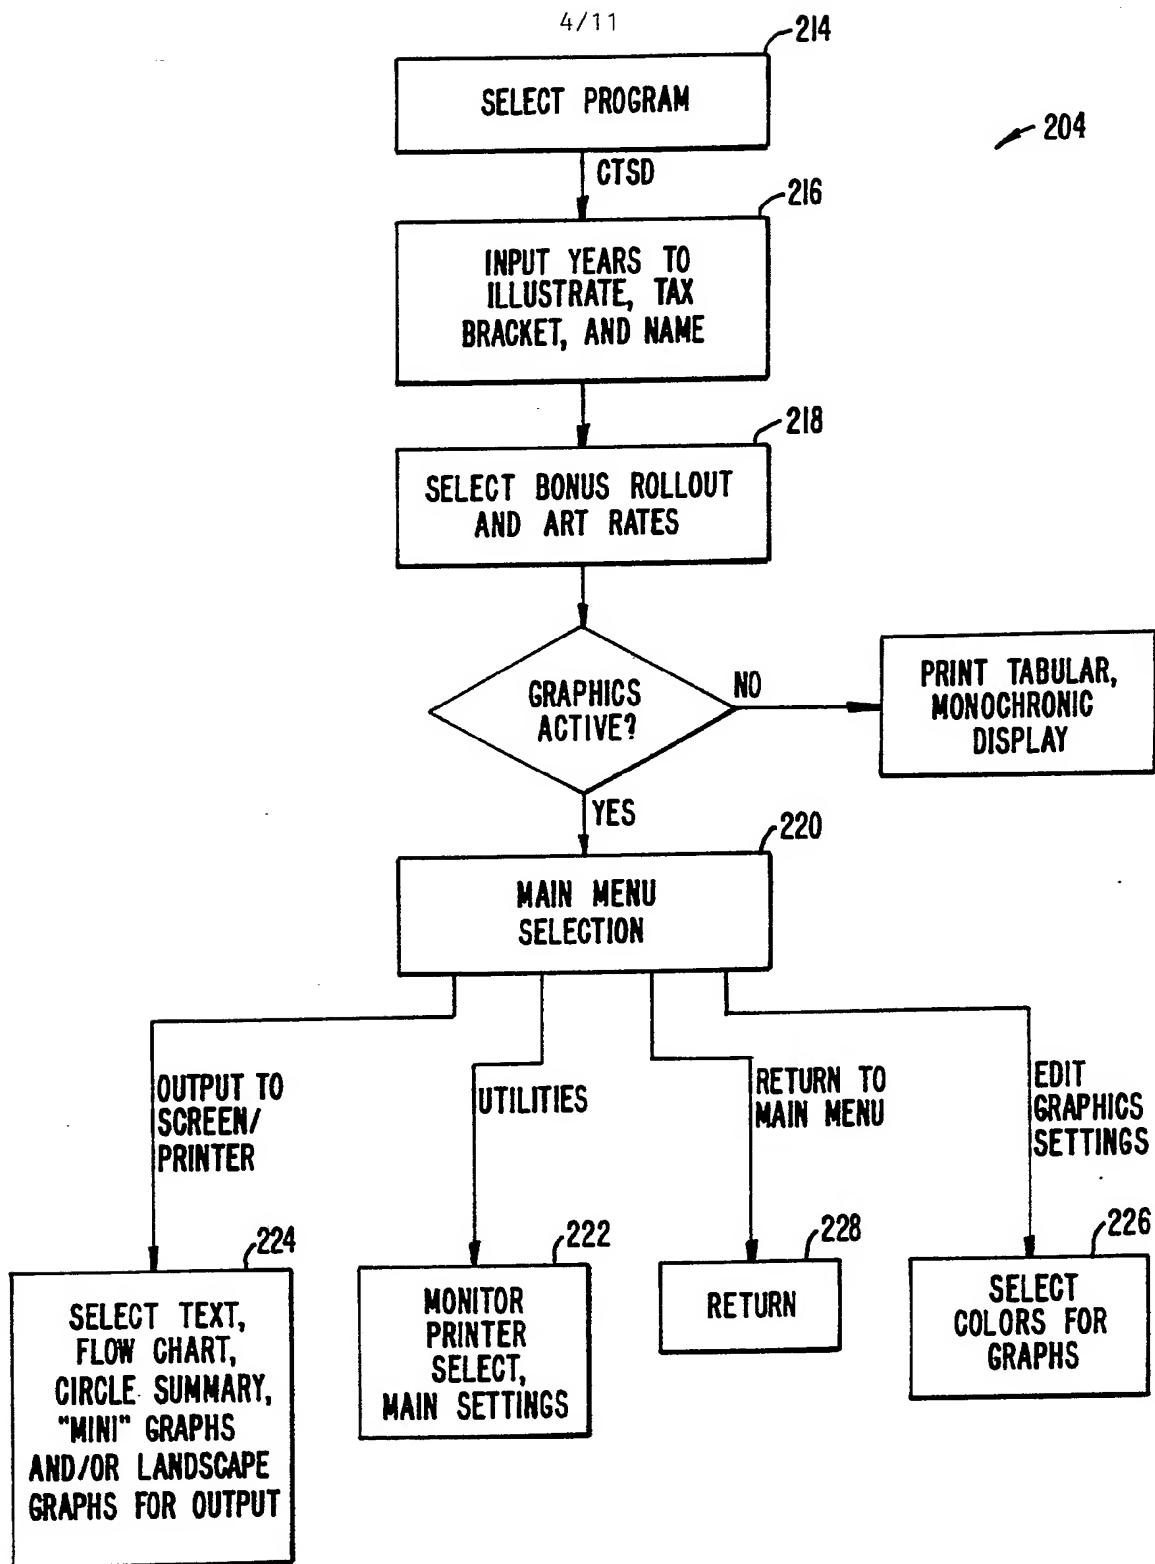 4/11
214
SELECT PROGRAM
204
CTSD
216
INPUT YEARS TO
ILLUSTRATE, TAX
BRACKET, AND NAME
218
SELECT BONUS ROLLOUT
AND ART RATES
GRAPHICS
ACTIVE?
NO
PRINT TABULAR,
MONOCHRONIC
DISPLAY
YES
220
MAIN MENU
SELECTION
OUTPUT TO
SCREEN/
PRINTER
UTILITIES
RETURN TO
MAIN MENU
EDIT
GRAPHICS
SETTINGS
224
SELECT TEXT,
FLOW CHART,
CIRCLE SUMMARY,
"MINI" GRAPHS
AND/OR LANDSCAPE
GRAPHS FOR OUTPUT
222
MONITOR
PRINTER
SELECT,
MAIN SETTINGS
228
RETURN
226
SELECT
COLORS FOR
GRAPHS